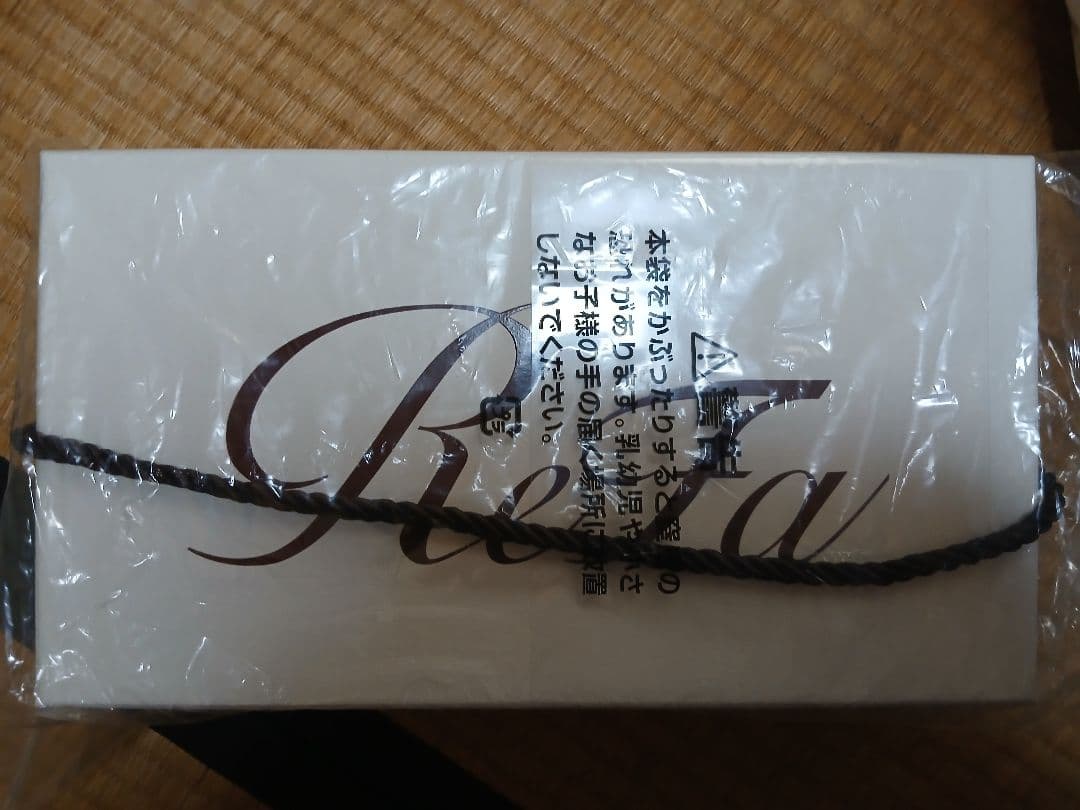 ReFa
⚠警告
本袋をかぶったりすると窒息の
恐れがあります。乳幼児や小さ
なお子様の手の届く場所に放置
しないでください。
プラ